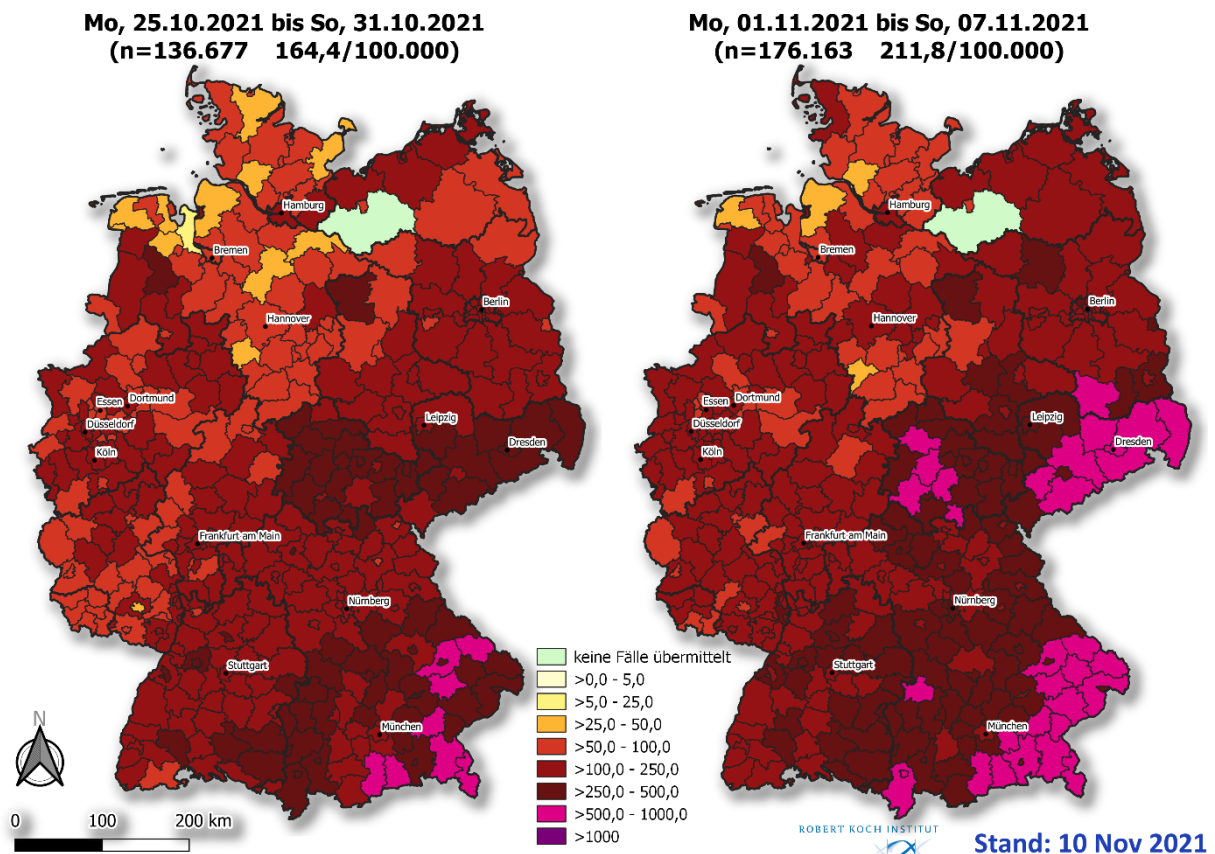 Mo, 25.10.2021 bis So, 31.10.2021
(n=136.677 164,4/100.000)
Mo, 01.11.2021 bis So, 07.11.2021
(n=176.163 211,8/100.000)
Hamburg
Bremen
Berlin
Hannover
Essen
Dortmund
Düsseldorf
Köln
Leipzig
Dresden
Frankfurt am Main
Nürnberg
Stuttgart
München
Hamburg
Bremen
Berlin
Hannover
Essen
Dortmund
Düsseldorf
Köln
Leipzig
Dresden
Frankfurt am Main
Nürnberg
Stuttgart
München
keine Fälle übermittelt
>0,0 - 5,0
>5,0 - 25,0
>25,0 - 50,0
>50,0 - 100,0
>100,0 - 250,0
>250,0 - 500,0
>500,0 - 1000,0
>1000
N
0 100 200 km
ROBERT KOCH INSTITUT
Stand: 10 Nov 2021